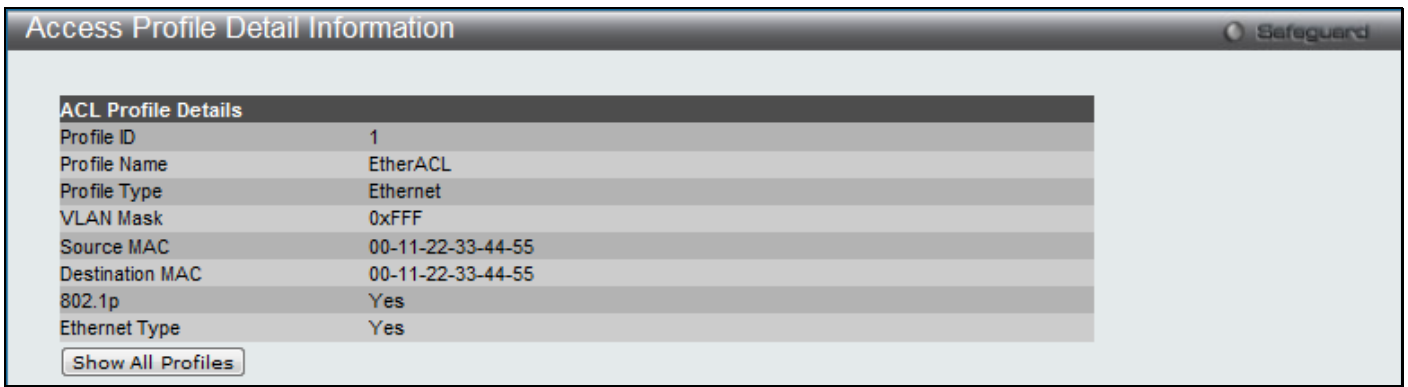 Access Profile Detail Information
Safeguard
ACL Profile Details
Profile ID 1
Profile Name EtherACL
Profile Type Ethernet
VLAN Mask 0xFFF
Source MAC 00-11-22-33-44-55
Destination MAC 00-11-22-33-44-55
802.1p Yes
Ethernet Type Yes
Show All Profiles